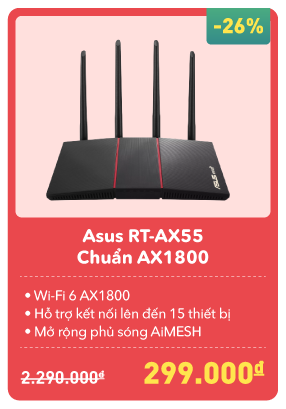 -26%
ASUS
Asus RT-AX55
Chuẩn AX1800
• Wi-Fi 6 AX1800
• Hỗ trợ kết nối lên đến 15 thiết bị
• Mở rộng phủ sóng AiMESH
2.290.000đ 299.000đ